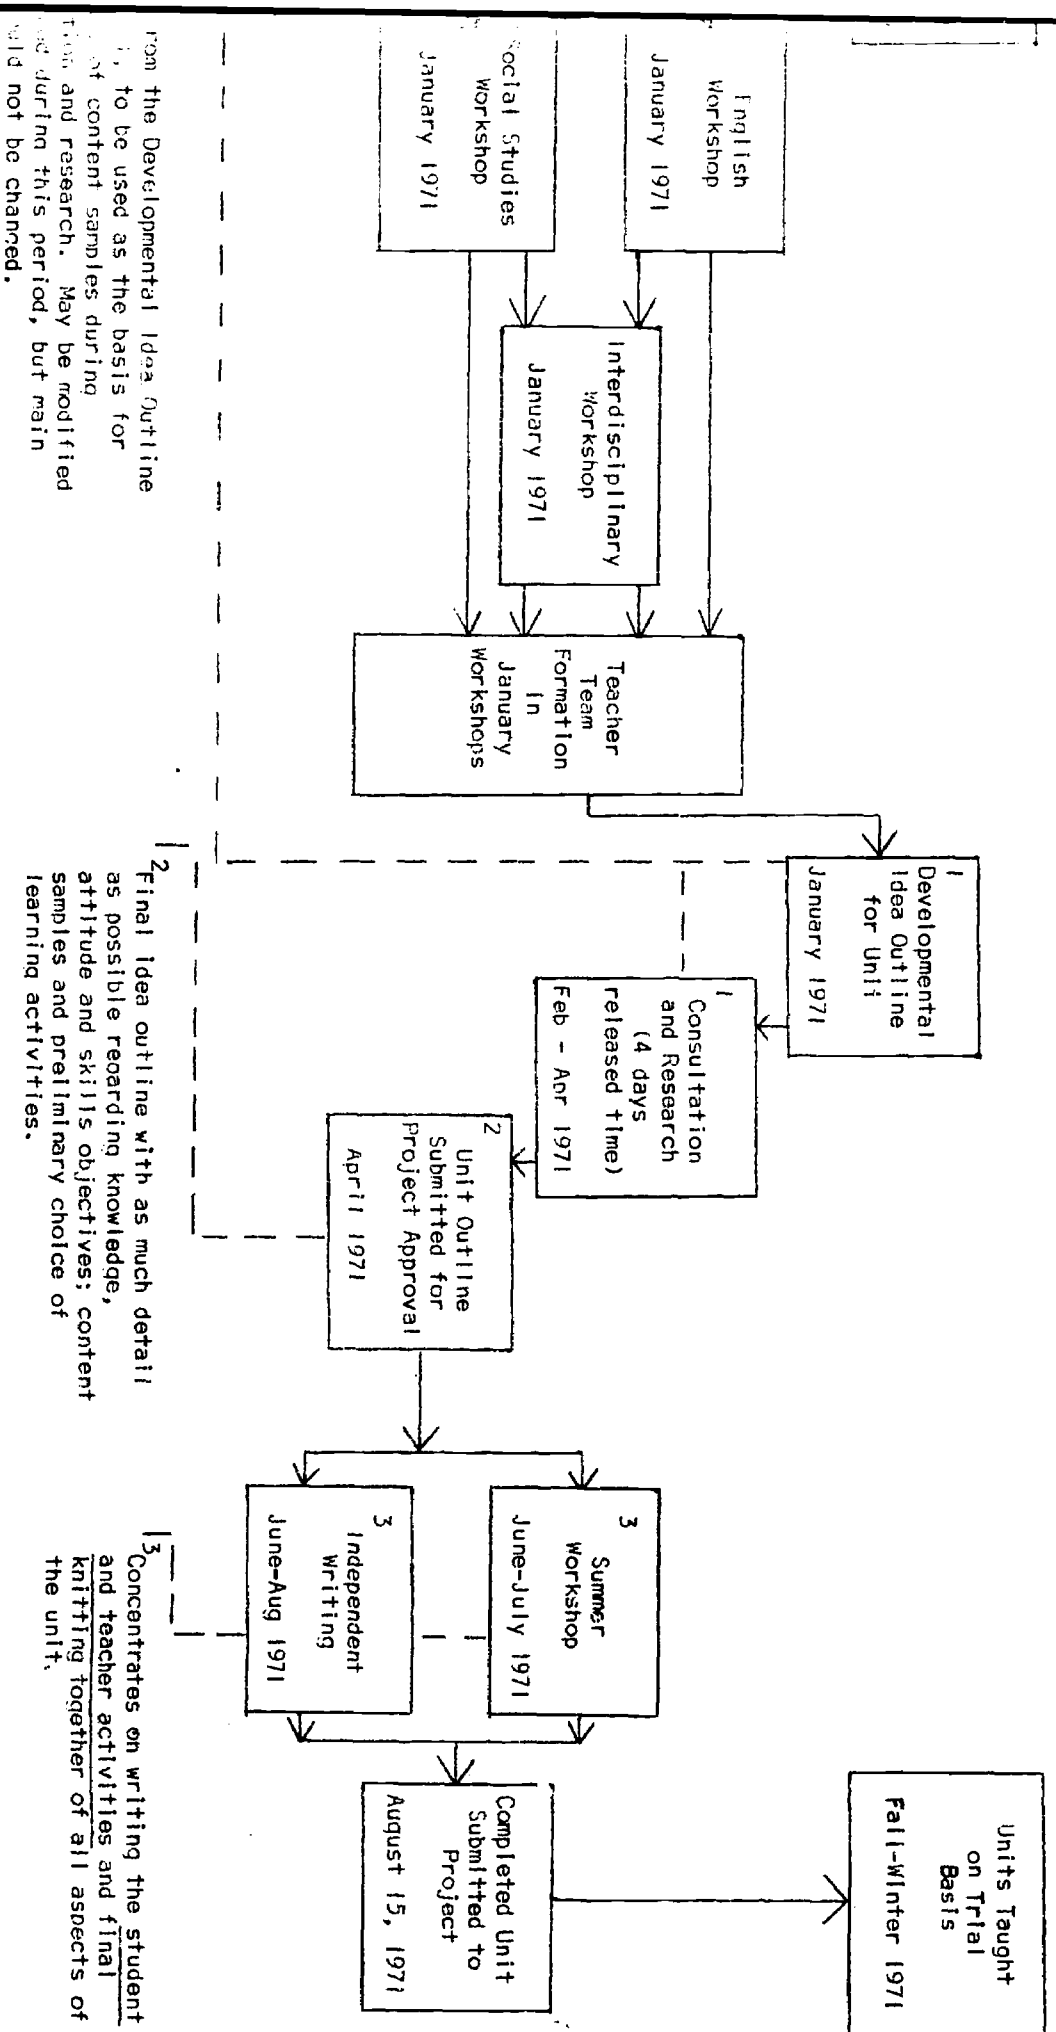 English
Workshop
January 1971
Social Studies
Workshop
January 1971
Interdisciplinary
Workshop
January 1971
Teacher
Team
Formation
In
January
Workshops
1
Developmental
Idea Outline
for Unit
January 1971
1
Consultation
and Research
(4 days
released time)
Feb - Apr 1971
2
Unit Outline
Submitted for
Project Approval
April 1971
3
Summer
Workshop
June-July 1971
3
Independent
Writing
June-Aug 1971
Completed Unit
Submitted to
Project
August 15, 1971
Units Taught
on Trial
Basis
Fall-Winter 1971
rom the Developmental Idea Outline
, to be used as the basis for
of content samples during
and research. May be modified
during this period, but main
uld not be changed.
2
Final idea outline with as much detail
as possible regarding knowledge,
attitude and skills objectives; content
samples and preliminary choice of
learning activities.
3
Concentrates on writing the student
and teacher activities and final
knitting together of all aspects of
the unit.